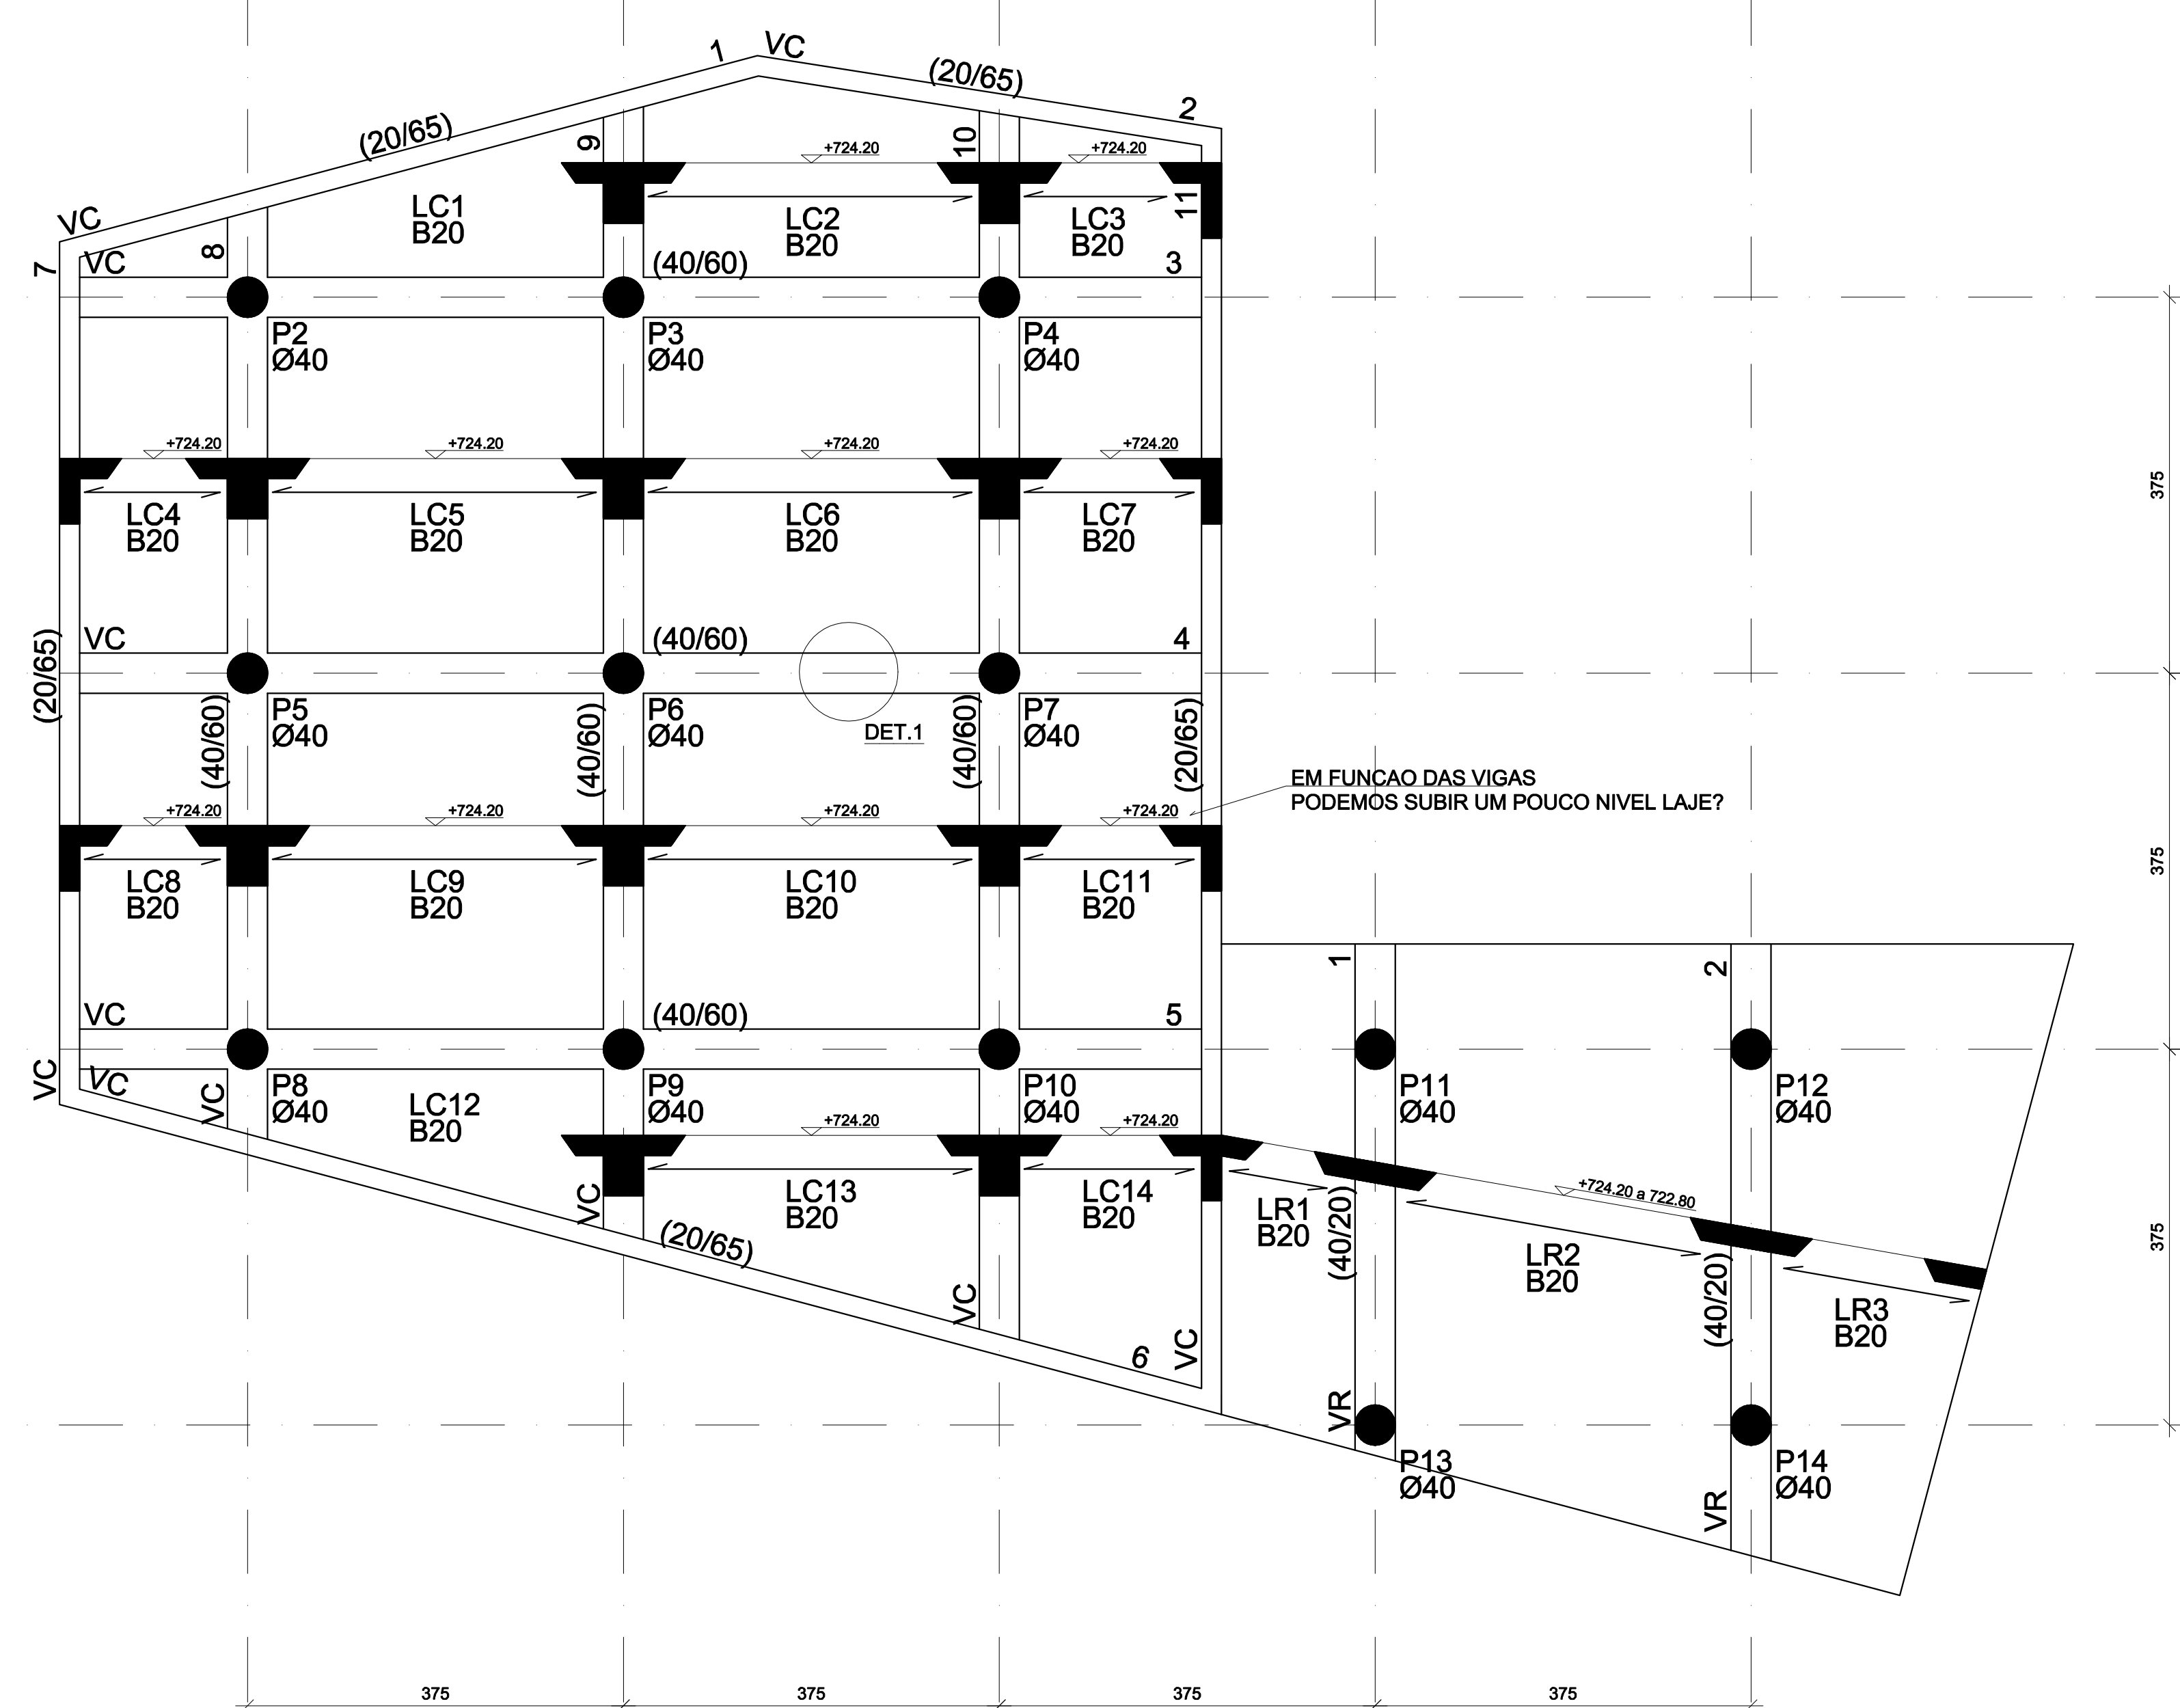 1 VC
(20/65)
2
(20/65)
9
10
+724.20
+724.20
VC
7
8
LC1
B20
LC2
B20
LC3
B20
11
VC
(40/60)
3
P2
Ø40
P3
Ø40
P4
Ø40
+724.20
+724.20
+724.20
+724.20
375
LC4
B20
LC5
B20
LC6
B20
LC7
B20
VC
(40/60)
4
(20/65)
P5
Ø40
(40/60)
P6
Ø40
(40/60)
DET.1
(40/60)
P7
Ø40
(20/65)
EM FUNCAO DAS VIGAS
PODEMOS SUBIR UM POUCO NIVEL LAJE?
+724.20
+724.20
+724.20
+724.20
375
LC8
B20
LC9
B20
LC10
B20
LC11
B20
1
2
VC
(40/60)
5
VC
VC
VC
P8
Ø40
LC12
B20
P9
Ø40
P10
Ø40
P11
Ø40
P12
Ø40
+724.20
+724.20
VC
LC13
B20
LC14
B20
LR1
B20
(40/20)
+724.20 a 722.80
LR2
B20
(40/20)
LR3
B20
375
(20/65)
VC
6
VC
VR
P13
Ø40
VR
P14
Ø40
375
375
375
375